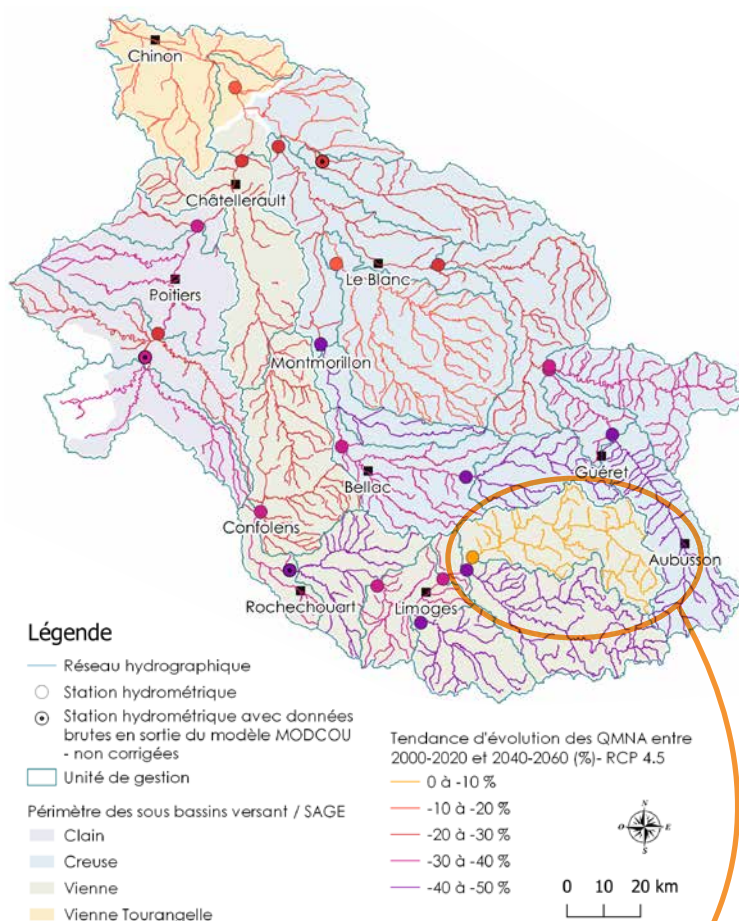 Chinon
Châtellerault
Poitiers
Le Blanc
Montmorillon
Guéret
Bellac
Confolens
Aubusson
Rochechouart
Limoges
Légende
Réseau hydrographique
Station hydrométrique
Station hydrométrique avec données
brutes en sortie du modèle MODCOU
- non corrigées
Unité de gestion
Périmètre des sous bassins versant / SAGE
Clain
Creuse
Vienne
Vienne Tourangelle
Tendance d'évolution des QMNA entre
2000-2020 et 2040-2060 (%)- RCP 4.5
0 à -10 %
-10 à -20 %
-20 à -30 %
-30 à -40 %
-40 à -50 %
N
O E
S
0 10 20 km